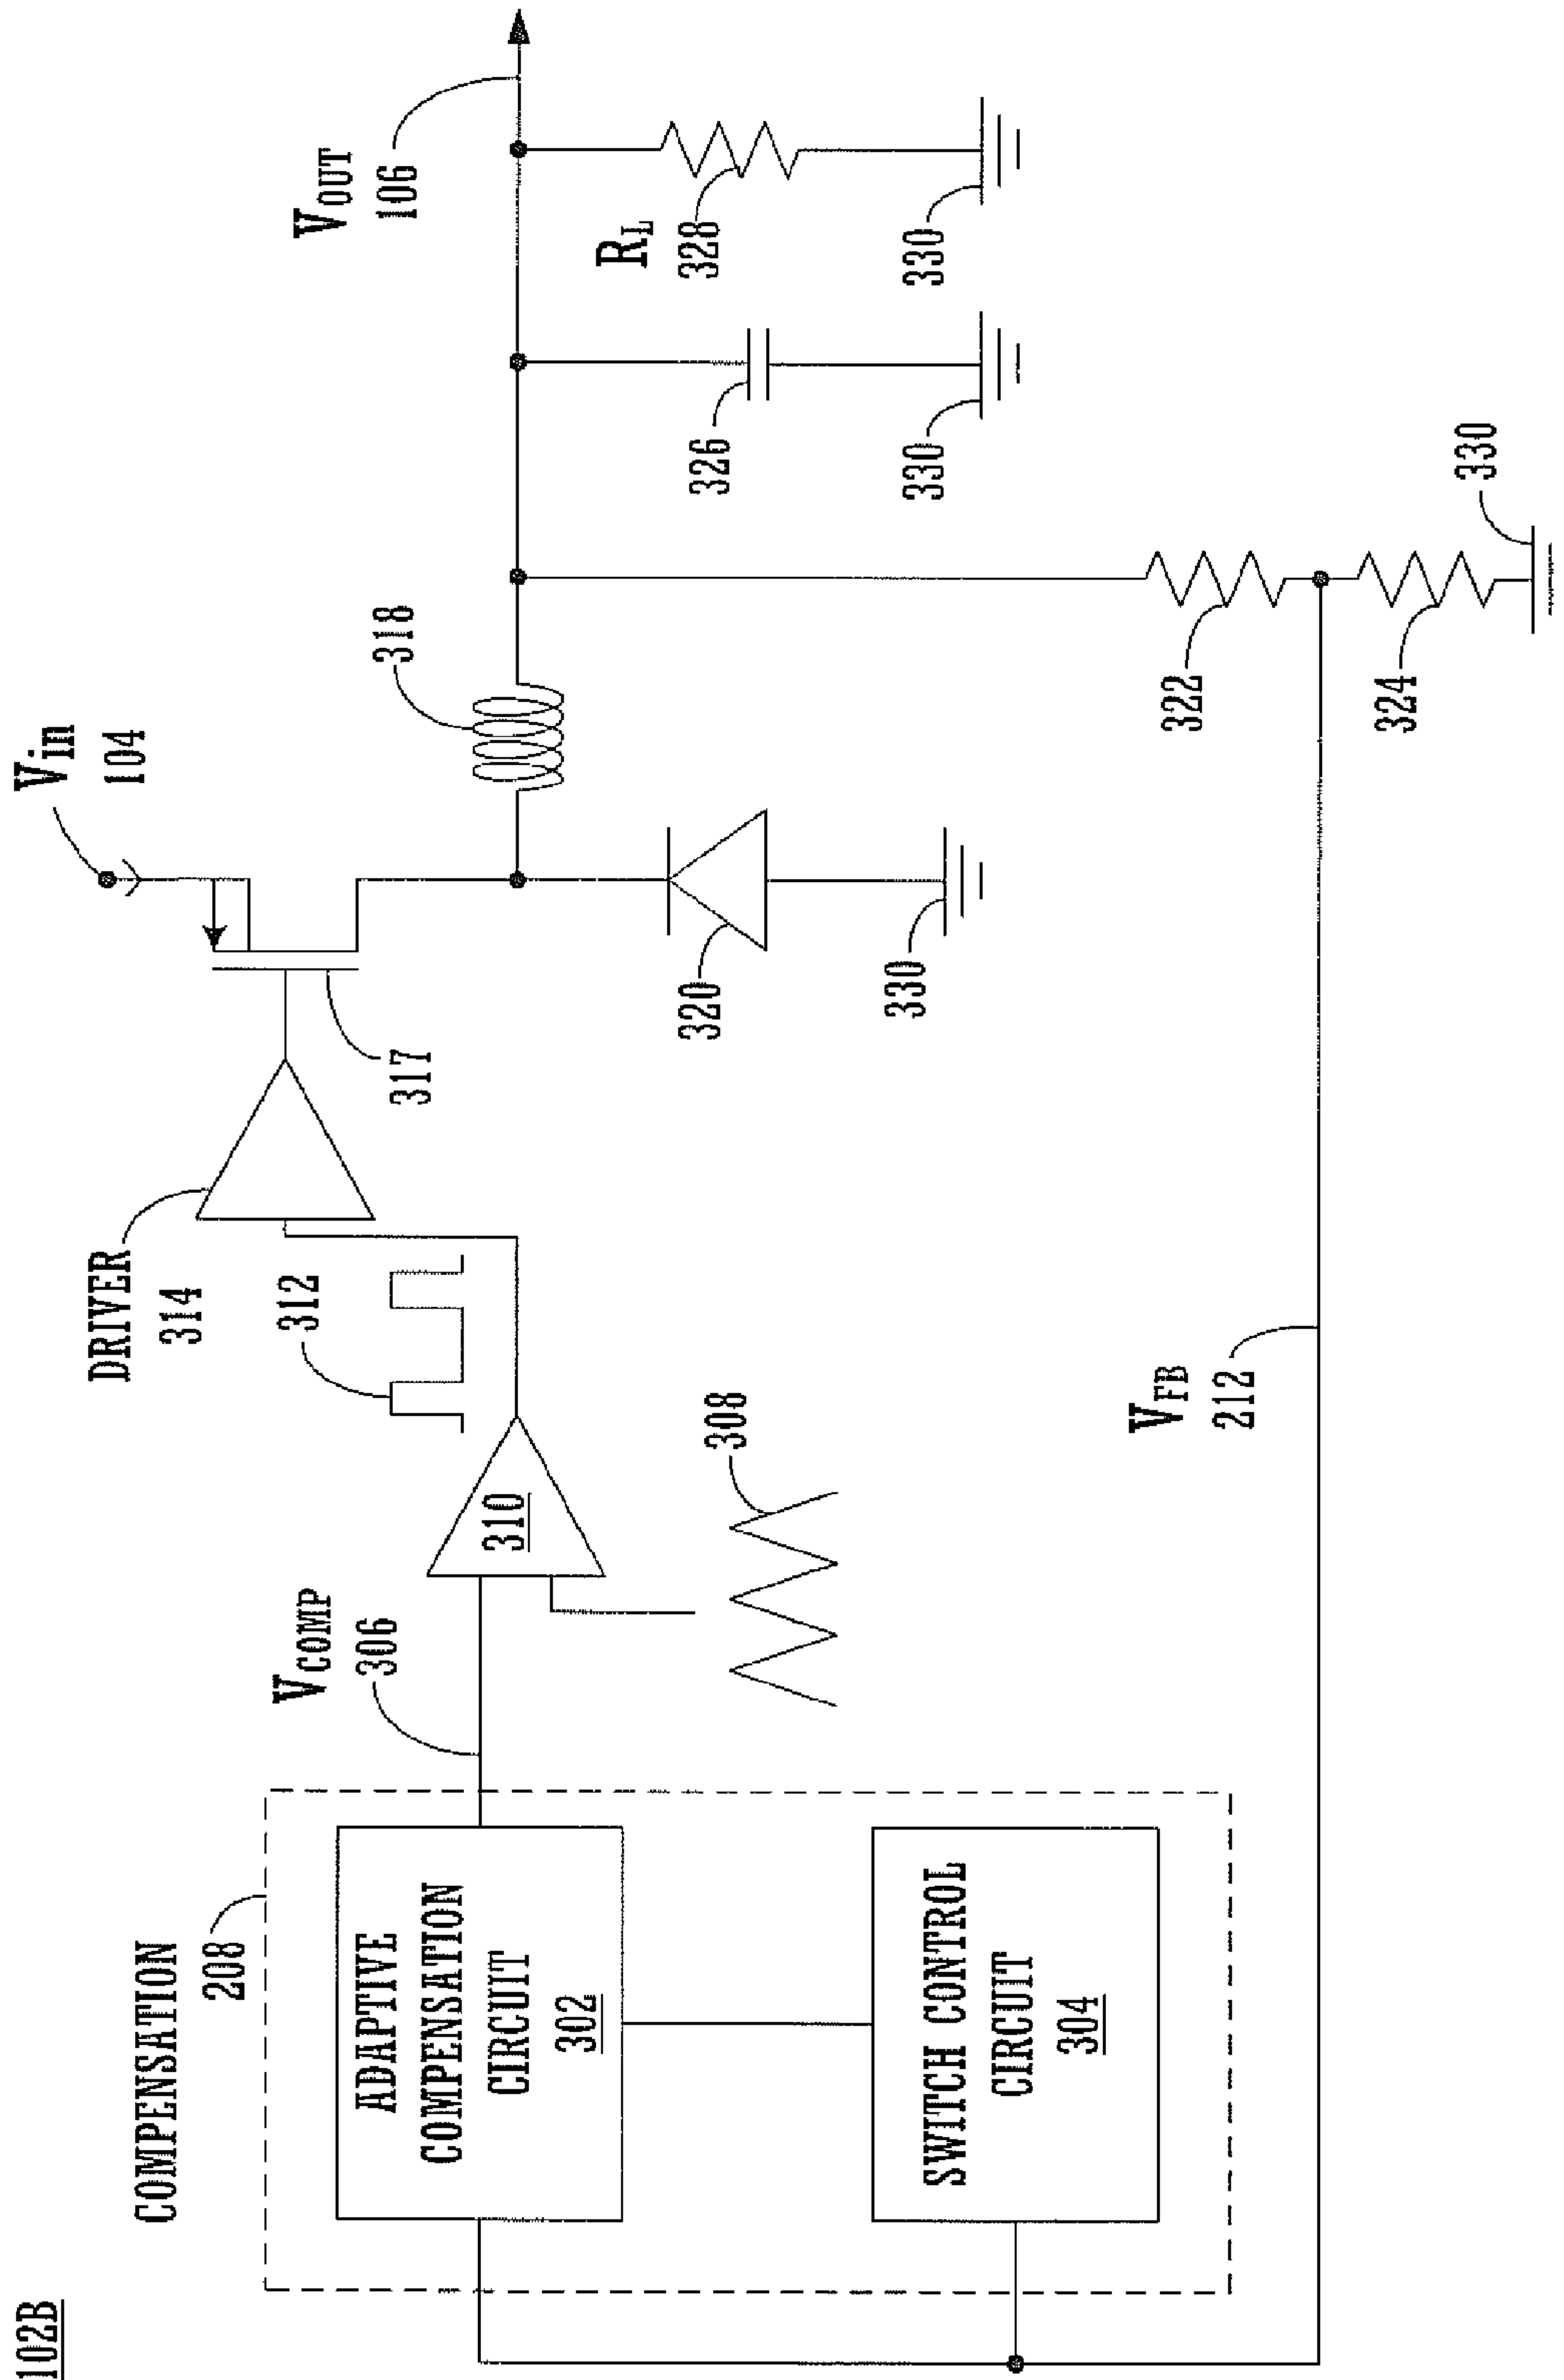 102B
COMPENSATION
208
ADAPTIVE
COMPENSATION
CIRCUIT
302
SWITCH CONTROL
CIRCUIT
304
VCOMP
306
310
308
312
DRIVER
314
317
Vin
104
318
320
330
VOUT
106
RL
328
330
326
330
322
324
330
VFB
212